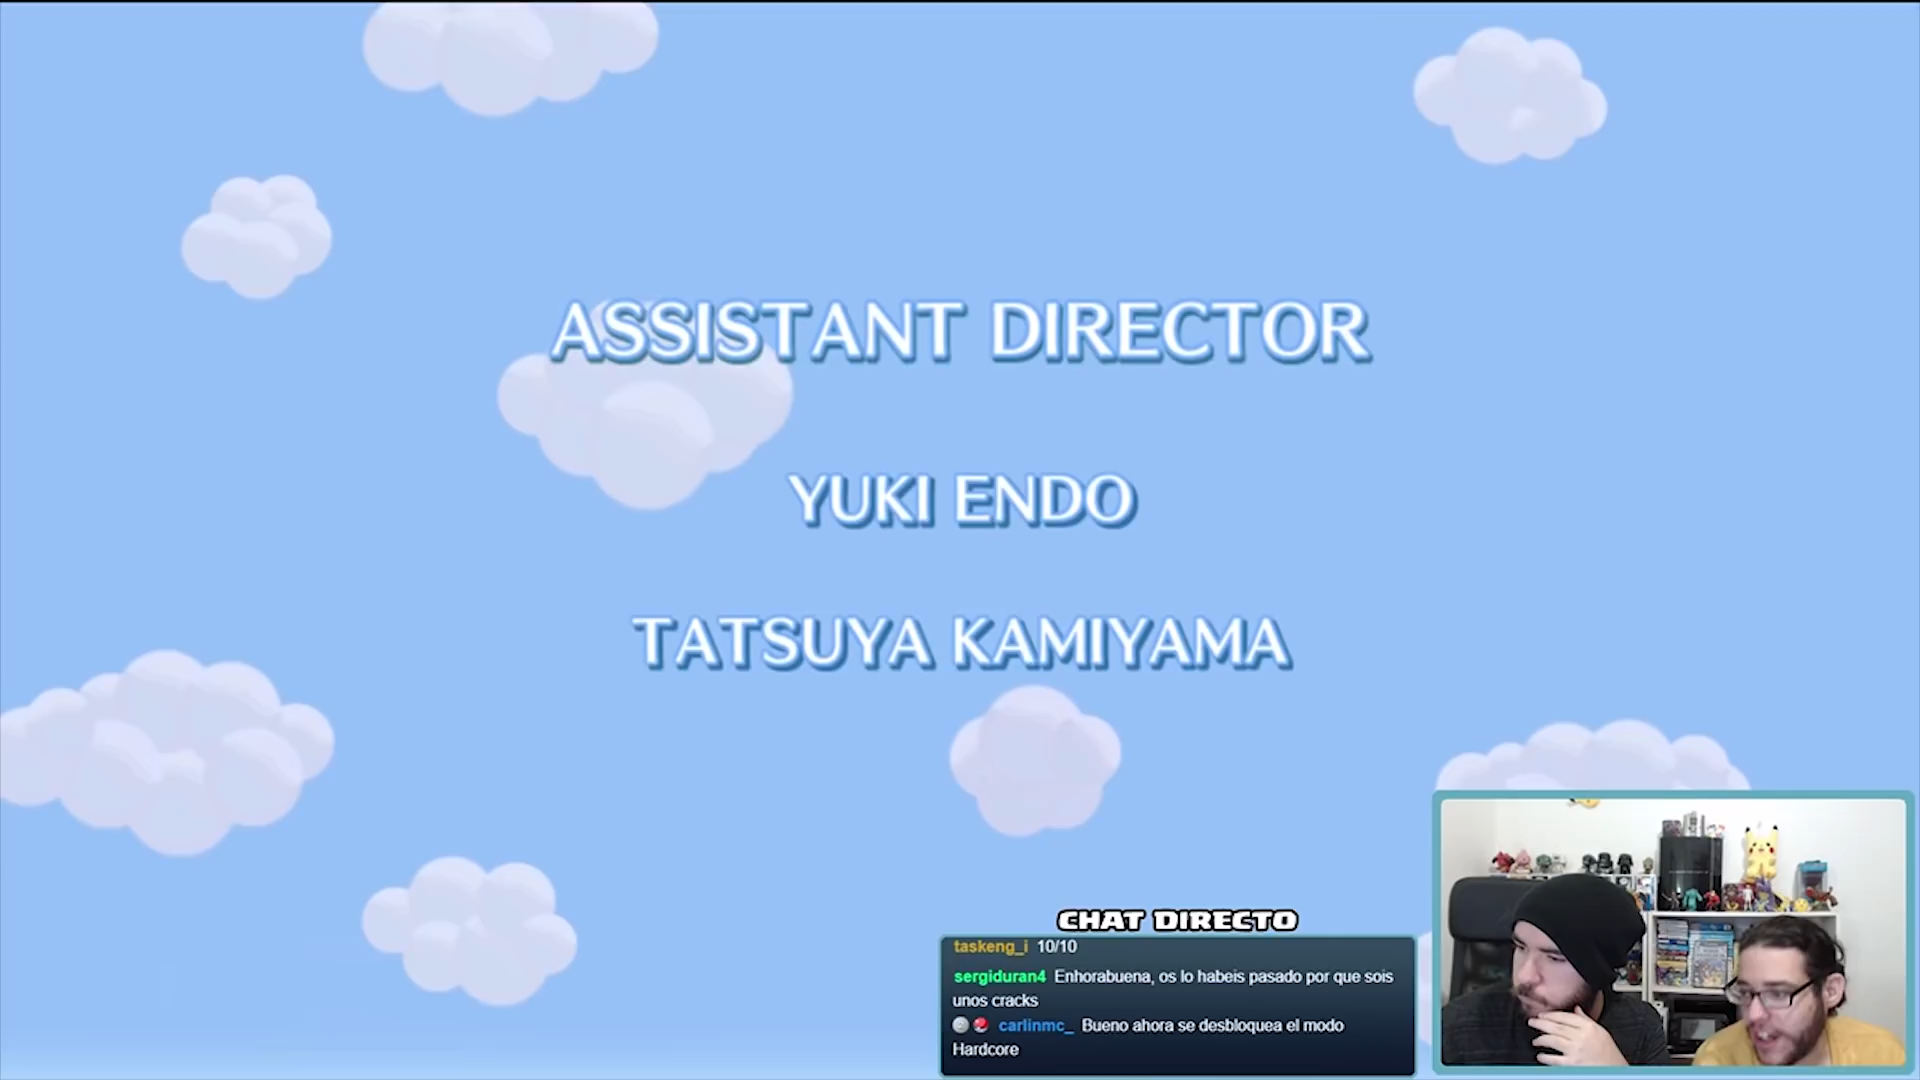 ASSISTANT DIRECTOR
YUKI ENDO
TATSUYA KAMIYAMA
CHAT DIRECTO
taskeng_i 10/10
sergiduran4 Enhorabuena, os lo habeis pasado por que sois
unos cracks
carlinmc_ Bueno ahora se desbloquea el modo
Hardcore